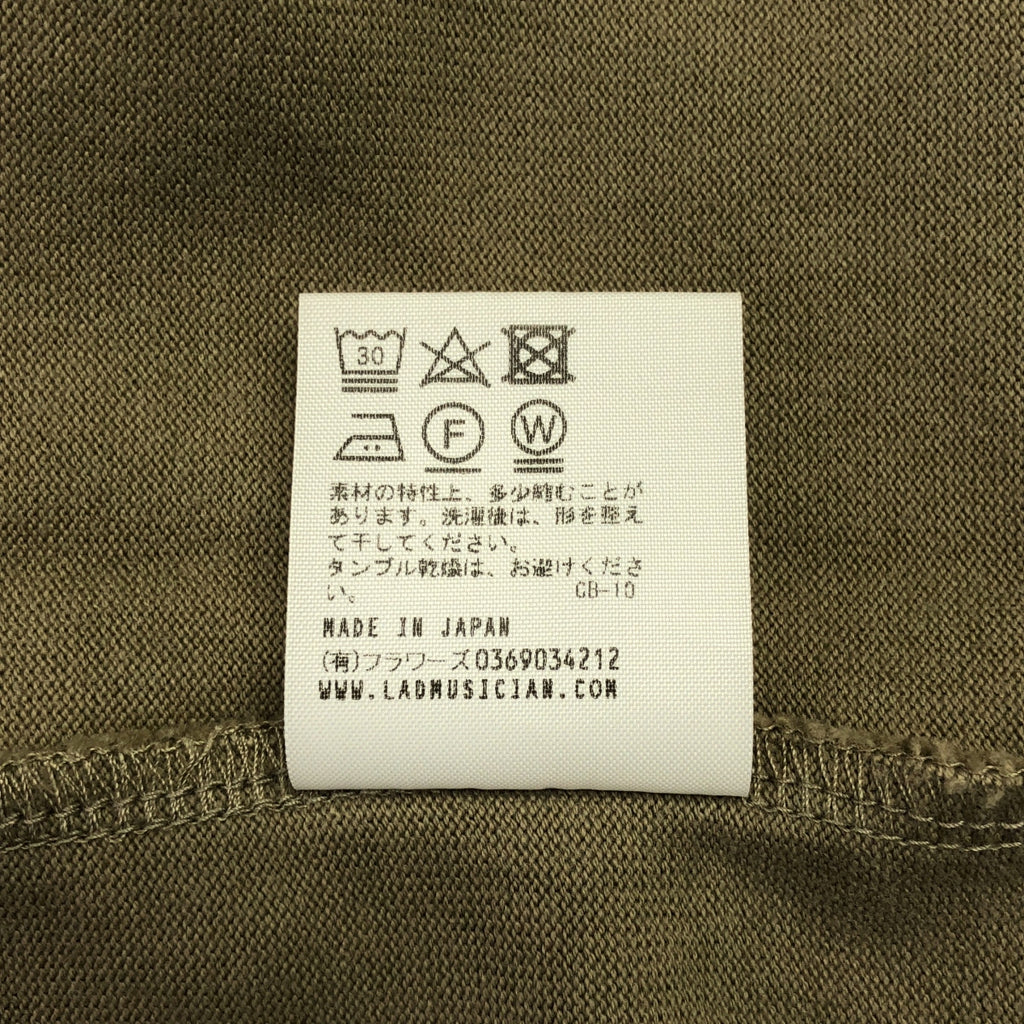 30
F W
素材の特性上、多少縮むことが
あります。洗濯後は、形を整え
て干してください。
タンブル乾燥は、お避けくださ
い。 GB-10
MADE IN JAPAN
(有)フラワーズ0369034212
WWW.LADMUSICIAN.COM